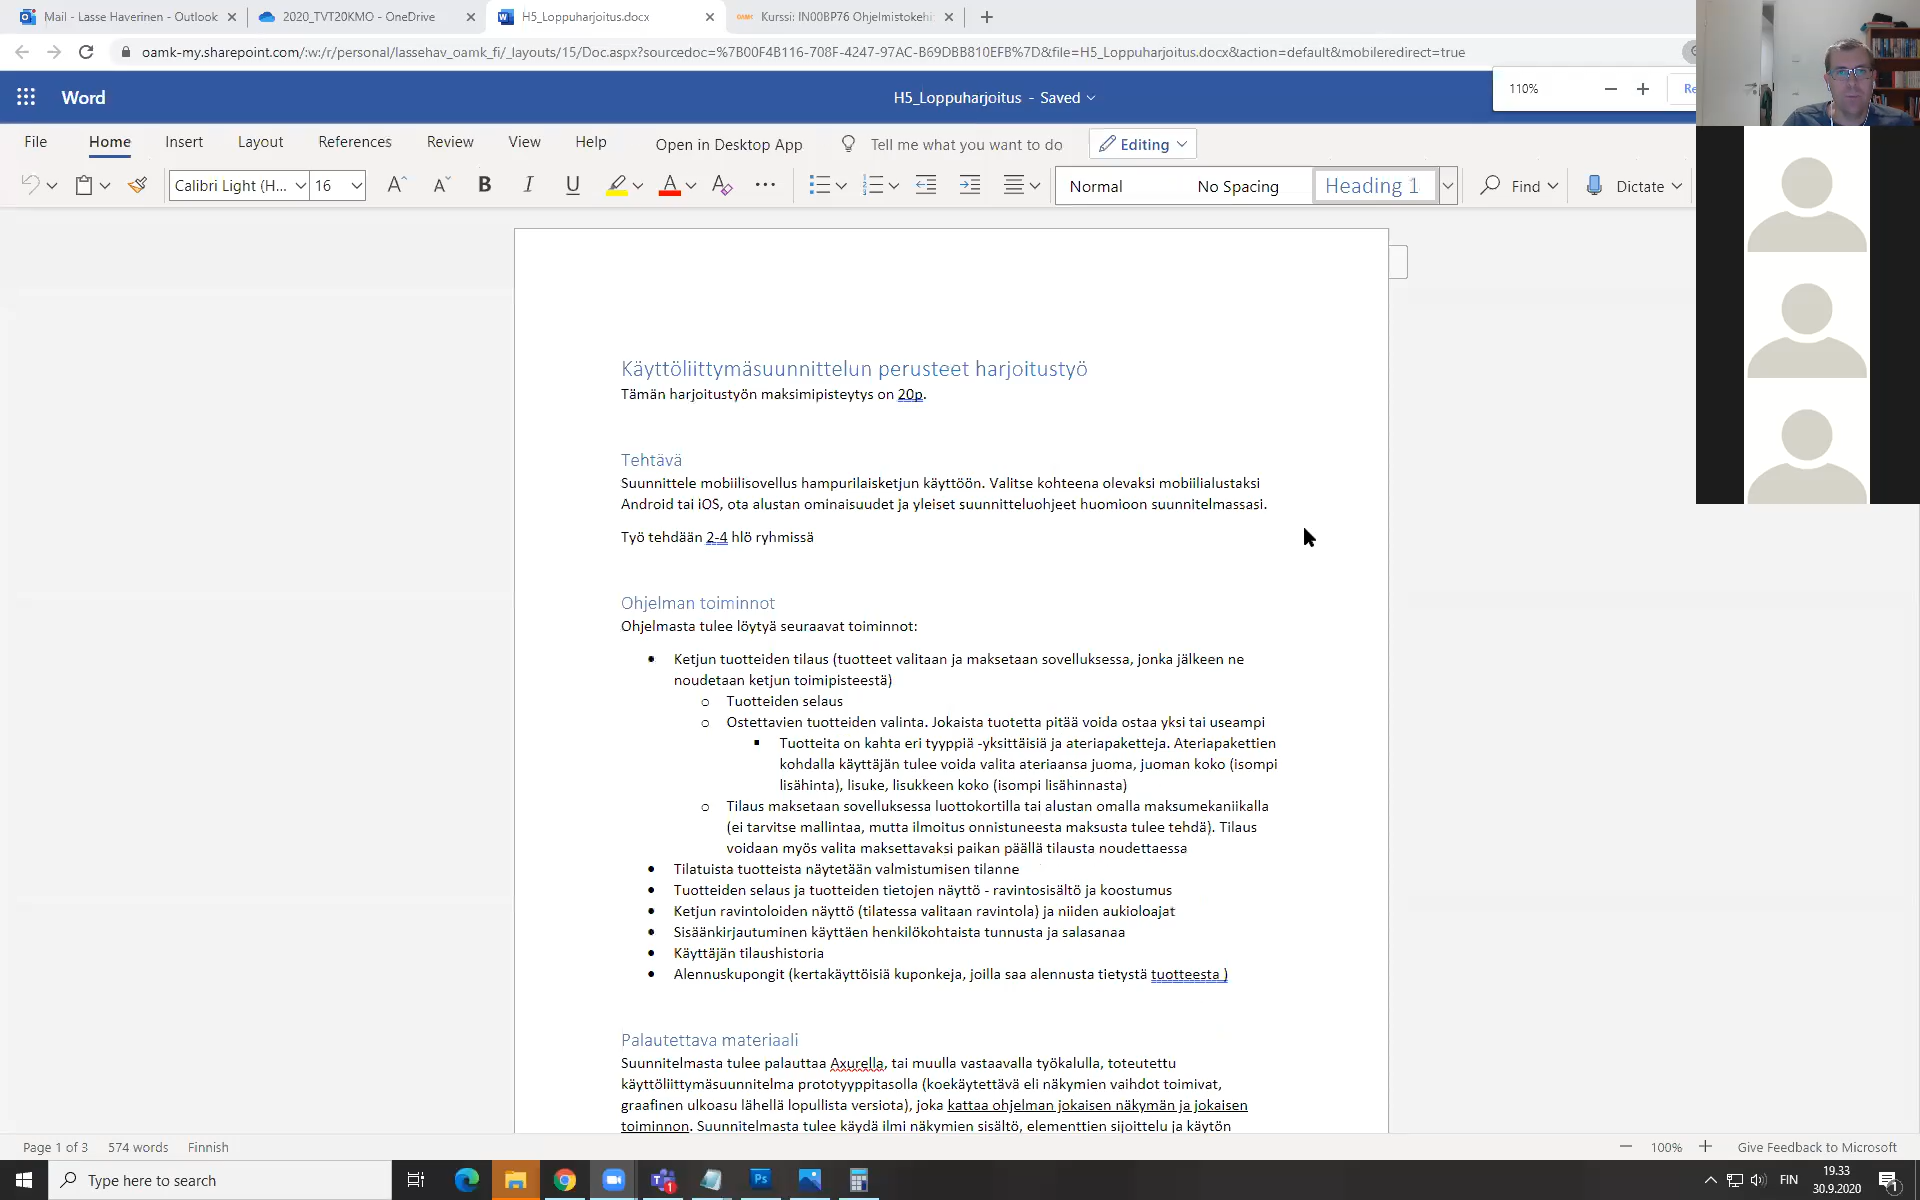 Mail - Lasse Haverinen - Outlook
2020_TVT20KMO - OneDrive
H5_Loppuharjoitus.docx
Kurssi: IN00BP76 Ohjelmistokehi
oamk-my.sharepoint.com/:w:/r/personal/lassehav_oamk_fi/_layouts/15/Doc.aspx?sourcedoc=%7B00F4B116-708F-4247-97AC-B69DBB810EFB%7D&file=H5_Loppuharjoitus.docx&action=default&mobileredirect=true
Word
H5_Loppuharjoitus - Saved
110%
Re
File Home Insert Layout References Review View Help Open in Desktop App Tell me what you want to do Editing
Calibri Light (H... 16 B I U Normal No Spacing Heading 1 Find Dictate
Käyttöliittymäsuunnittelun perusteet harjoitustyö
Tämän harjoitustyön maksimipisteytys on 20p.
Tehtävä
Suunnittele mobiilisovellus hampurilaisketjun käyttöön. Valitse kohteena olevaksi mobiilialustaksi
Android tai iOS, ota alustan ominaisuudet ja yleiset suunnitteluohjeet huomioon suunnitelmassasi.
Työ tehdään 2-4 hlö ryhmissä
Ohjelman toiminnot
Ohjelmasta tulee löytyä seuraavat toiminnot:
• Ketjun tuotteiden tilaus (tuotteet valitaan ja maksetaan sovelluksessa, jonka jälkeen ne
noudetaan ketjun toimipisteestä)
o Tuotteiden selaus
o Ostettavien tuotteiden valinta. Jokaista tuotetta pitää voida ostaa yksi tai useampi
▪ Tuotteita on kahta eri tyyppiä -yksittäisiä ja ateriapaketteja. Ateriapakettien
kohdalla käyttäjän tulee voida valita ateriaansa juoma, juoman koko (isompi
lisähinta), lisuke, lisukkeen koko (isompi lisähinnasta)
o Tilaus maksetaan sovelluksessa luottokortilla tai alustan omalla maksumekaniikalla
(ei tarvitse mallintaa, mutta ilmoitus onnistuneesta maksusta tulee tehdä). Tilaus
voidaan myös valita maksettavaksi paikan päällä tilausta noudettaessa
• Tilatuista tuotteista näytetään valmistumisen tilanne
• Tuotteiden selaus ja tuotteiden tietojen näyttö - ravintosisältö ja koostumus
• Ketjun ravintoloiden näyttö (tilatessa valitaan ravintola) ja niiden aukioloajat
• Sisäänkirjautuminen käyttäen henkilökohtaista tunnusta ja salasanaa
• Käyttäjän tilaushistoria
• Alennuskupongit (kertakäyttöisiä kuponkeja, joilla saa alennusta tietystä tuotteesta )
Palautettava materiaali
Suunnitelmasta tulee palauttaa Axurella, tai muulla vastaavalla työkalulla, toteutettu
käyttöliittymäsuunnitelma prototyyppitasolla (koekäytettävä eli näkymien vaihdot toimivat,
graafinen ulkoasu lähellä lopullista versiota), joka kattaa ohjelman jokaisen näkymän ja jokaisen
toiminnon. Suunnitelmasta tulee käydä ilmi näkymien sisältö, elementtien sijoittelu ja käytön
Page 1 of 3 574 words Finnish 100% Give Feedback to Microsoft
Type here to search
Ps
1
FIN
19.33
30.9.2020
1